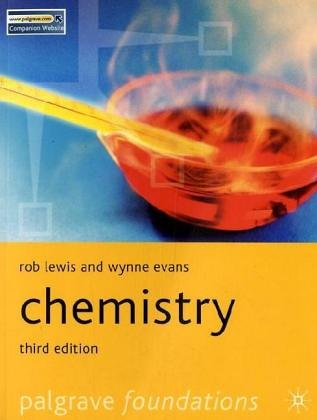 www.palgrave.com
Companion Website
rob lewis and wynne evans
chemistry
third edition
palgrave foundations